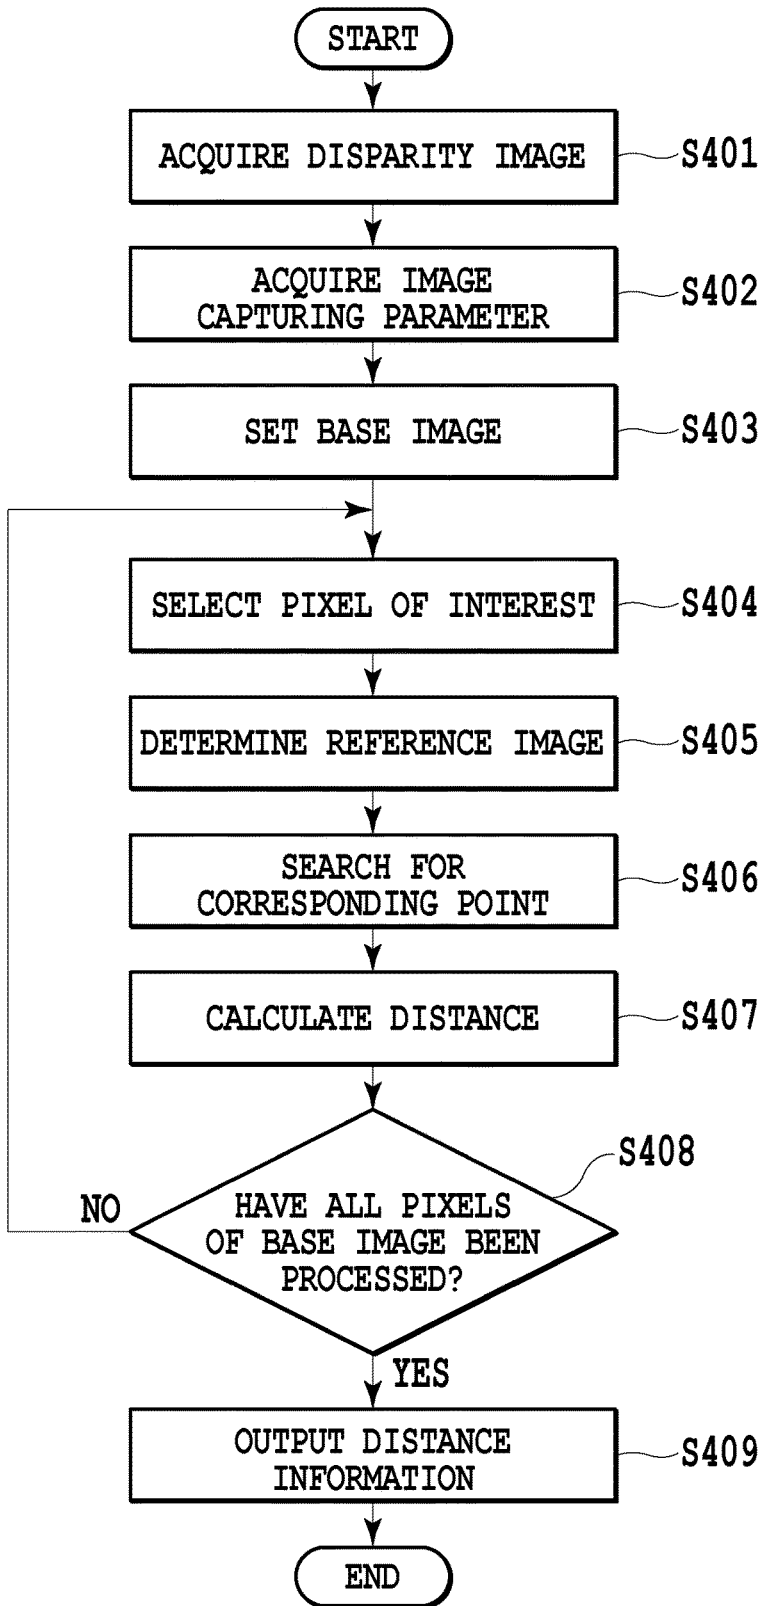 START
ACQUIRE DISPARITY IMAGE
S401
ACQUIRE IMAGE
CAPTURING PARAMETER
S402
SET BASE IMAGE
S403
SELECT PIXEL OF INTEREST
S404
DETERMINE REFERENCE IMAGE
S405
SEARCH FOR
CORRESPONDING POINT
S406
CALCULATE DISTANCE
S407
S408
NO
HAVE ALL PIXELS
OF BASE IMAGE BEEN
PROCESSED?
YES
OUTPUT DISTANCE
INFORMATION
S409
END